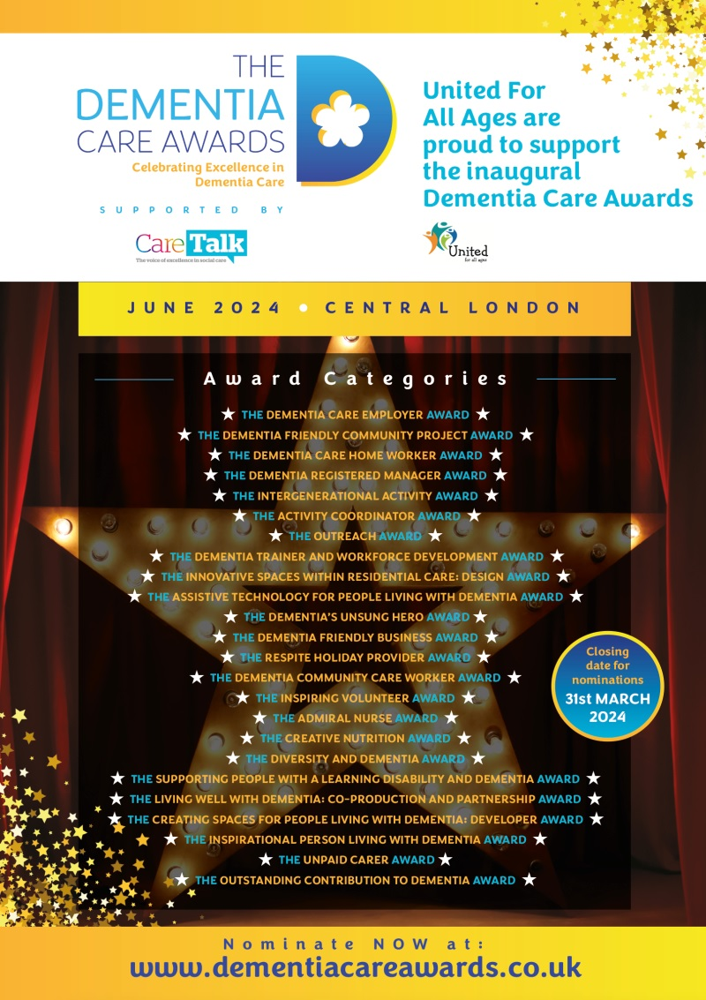 THE
DEMENTIA
CARE AWARDS
Celebrating Excellence in
Dementia Care
SUPPORTED BY
CareTalk
The voice of excellence in social care
United For
All Ages are
proud to support
the inaugural
Dementia Care Awards
United
for all ages
JUNE 2024 • CENTRAL LONDON
Award Categories
THE DEMENTIA CARE EMPLOYER AWARD
THE DEMENTIA FRIENDLY COMMUNITY PROJECT AWARD
THE DEMENTIA CARE HOME WORKER AWARD
THE DEMENTIA REGISTERED MANAGER AWARD
THE INTERGENERATIONAL ACTIVITY AWARD
THE ACTIVITY COORDINATOR AWARD
THE OUTREACH AWARD
THE DEMENTIA TRAINER AND WORKFORCE DEVELOPMENT AWARD
THE INNOVATIVE SPACES WITHIN RESIDENTIAL CARE: DESIGN AWARD
THE ASSISTIVE TECHNOLOGY FOR PEOPLE LIVING WITH DEMENTIA AWARD
THE DEMENTIA'S UNSUNG HERO AWARD
THE DEMENTIA FRIENDLY BUSINESS AWARD
THE RESPITE HOLIDAY PROVIDER AWARD
THE DEMENTIA COMMUNITY CARE WORKER AWARD
THE INSPIRING VOLUNTEER AWARD
THE ADMIRAL NURSE AWARD
THE CREATIVE NUTRITION AWARD
THE DIVERSITY AND DEMENTIA AWARD
THE SUPPORTING PEOPLE WITH A LEARNING DISABILITY AND DEMENTIA AWARD
THE LIVING WELL WITH DEMENTIA: CO-PRODUCTION AND PARTNERSHIP AWARD
THE CREATING SPACES FOR PEOPLE LIVING WITH DEMENTIA: DEVELOPER AWARD
THE INSPIRATIONAL PERSON LIVING WITH DEMENTIA AWARD
THE UNPAID CARER AWARD
THE OUTSTANDING CONTRIBUTION TO DEMENTIA AWARD
Closing
date for
nominations
31st MARCH
2024
Nominate NOW at:
www.dementiacareawards.co.uk